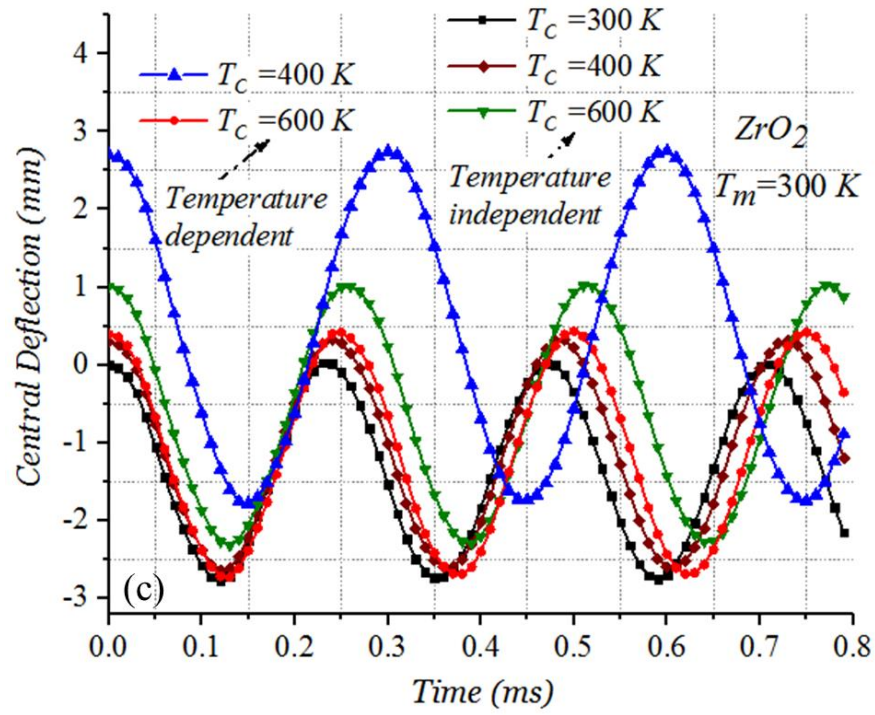 T_C =300 K
T_C =400 K
T_C =600 K
T_C =400 K
T_C =600 K
Temperature
dependent
Temperature
independent
ZrO2
T_m=300 K
(c)
Central Deflection (mm)
4
3
2
1
0
-1
-2
-3
0.0 0.1 0.2 0.3 0.4 0.5 0.6 0.7 0.8
Time (ms)